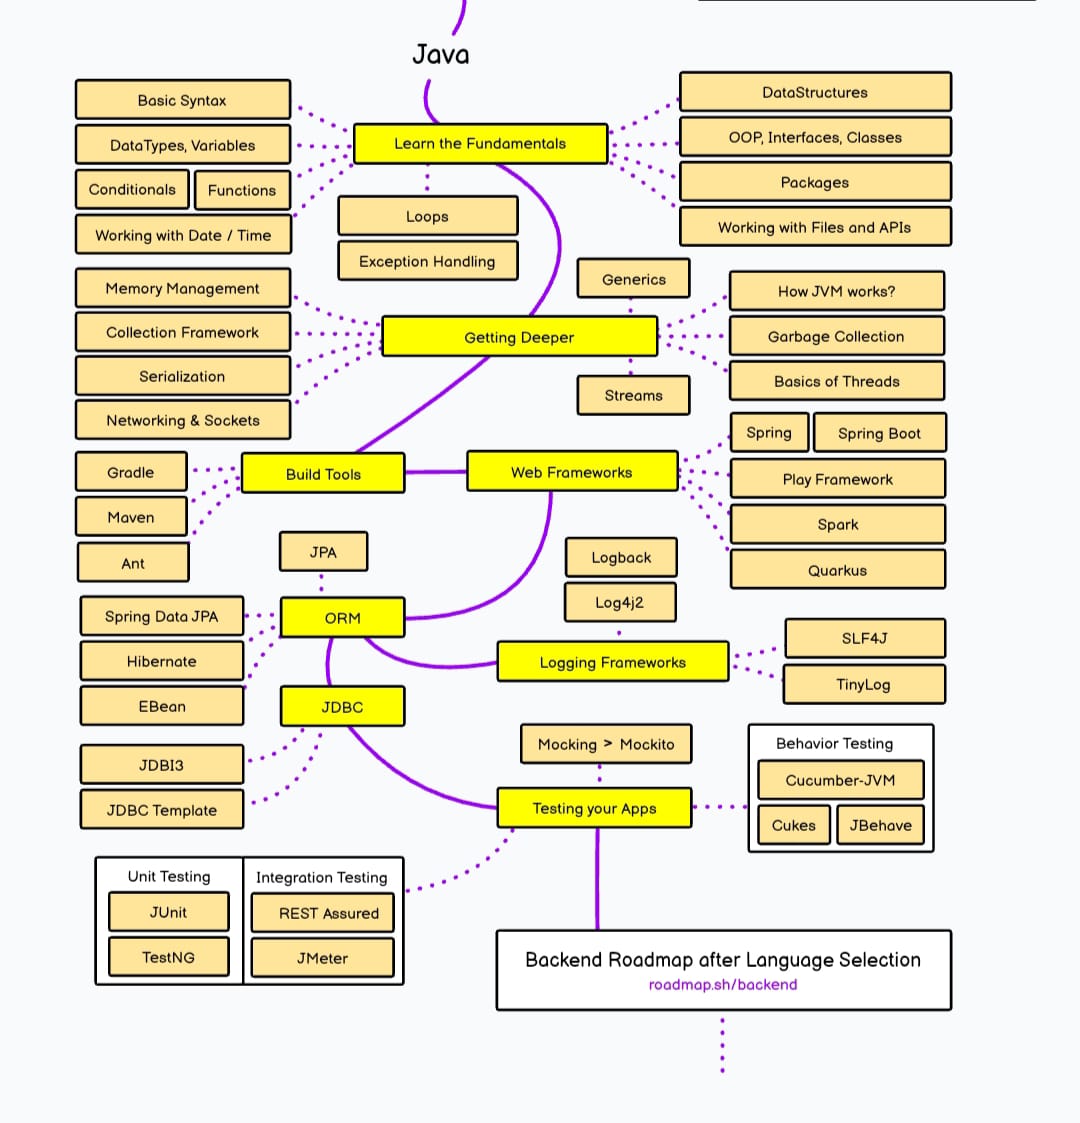 Java
Learn the Fundamentals
Basic Syntax
DataTypes, Variables
Conditionals
Functions
Working with Date / Time
Loops
Exception Handling
DataStructures
OOP, Interfaces, Classes
Packages
Working with Files and APIs
Getting Deeper
Memory Management
Collection Framework
Serialization
Networking & Sockets
Generics
Streams
How JVM works?
Garbage Collection
Basics of Threads
Build Tools
Gradle
Maven
Ant
Web Frameworks
Spring
Spring Boot
Play Framework
Spark
Quarkus
ORM
JPA
Spring Data JPA
Hibernate
EBean
Logging Frameworks
Logback
Log4j2
SLF4J
TinyLog
JDBC
JDBI3
JDBC Template
Testing your Apps
Mocking > Mockito
Behavior Testing
Cucumber-JVM
Cukes
JBehave
Unit Testing
JUnit
TestNG
Integration Testing
REST Assured
JMeter
Backend Roadmap after Language Selection
roadmap.sh/backend